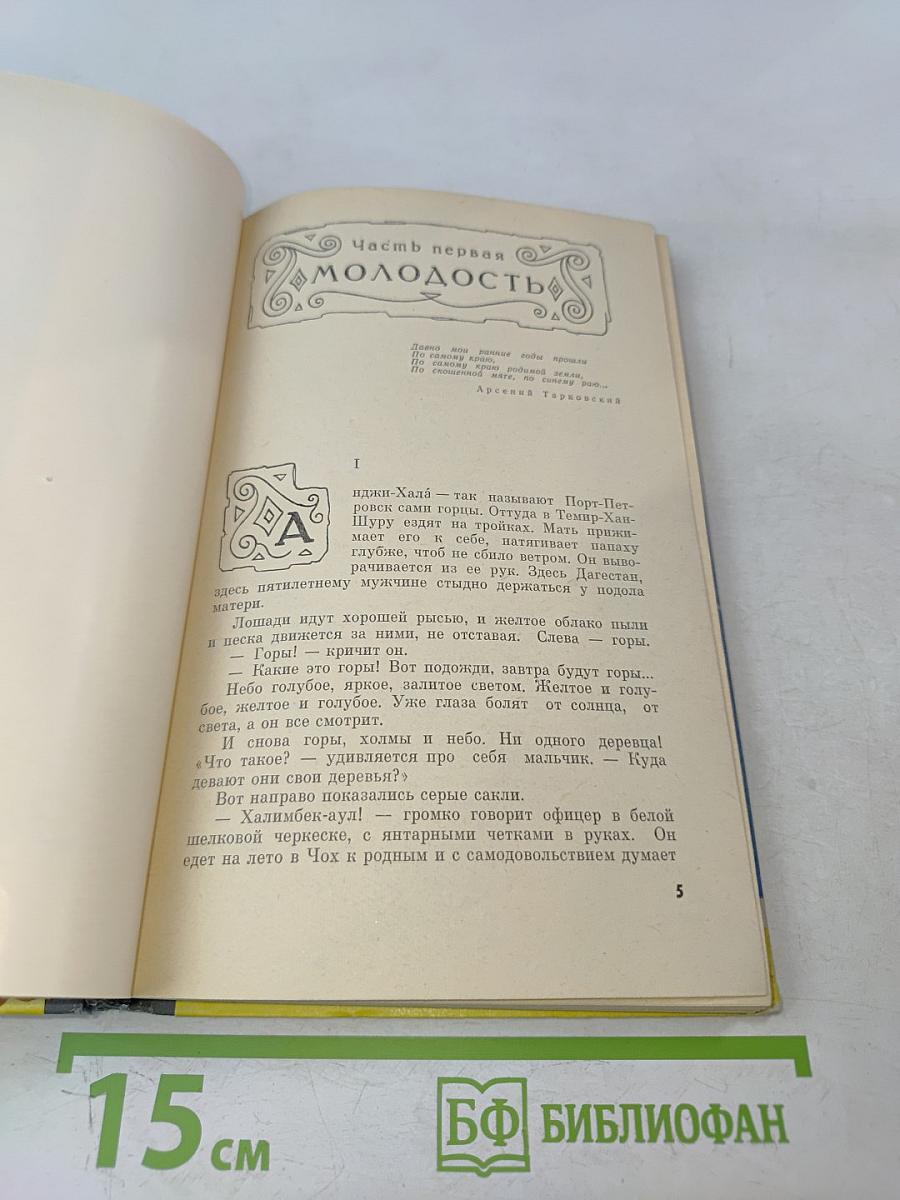 Часть первая
МОЛОДОСТЬ
Давно мои ранние годы прошли
По самому краю,
По самому краю родимой земли,
По скошенной мяте, по синему раю...
Арсений Тарковский
I
А
нджи-Хала́ — так называют Порт-Пет-
ровск сами горцы. Оттуда в Темир-Хан-
Шуру ездят на тройках. Мать прижи-
мает его к себе, натягивает папаху
глубже, чтоб не сбило ветром. Он выво-
рачивается из ее рук. Здесь Дагестан,
здесь пятилетнему мужчине стыдно держаться у подола
матери.
Лошади идут хорошей рысью, и желтое облако пыли
и песка движется за ними, не отставая. Слева — горы.
— Горы! — кричит он.
— Какие это горы! Вот подожди, завтра будут горы...
Небо голубое, яркое, залитое светом. Желтое и голу-
бое, желтое и голубое. Уже глаза болят от солнца, от
света, а он все смотрит.
И снова горы, холмы и небо. Ни одного деревца!
«Что такое? — удивляется про себя мальчик. — Куда
девают они свои деревья?»
Вот направо показались серые сакли.
— Халимбек-аул! — громко говорит офицер в белой
шелковой черкеске, с янтарными четками в руках. Он
едет на лето в Чох к родным и с самодовольствием думает
5
15 см
БФ БИБЛИОФАН